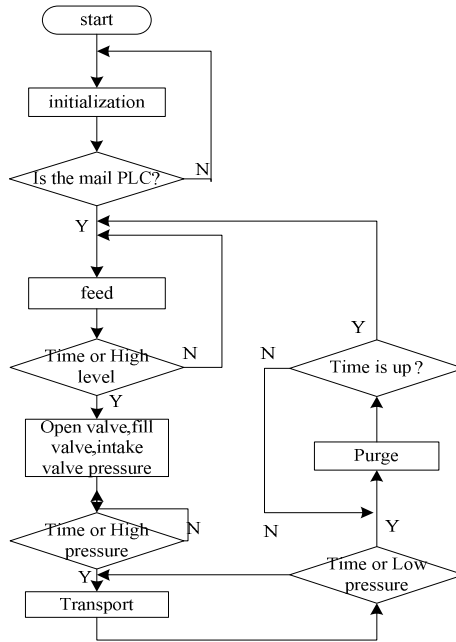 start
initialization
Is the mail PLC?
N
Y
feed
Time or High
level
N
Y
Open valve,fill
valve,intake
valve pressure
Time or High
pressure
N
Y
Transport
Y
N
Time is up ?
Purge
N
Y
Time or Low
pressure